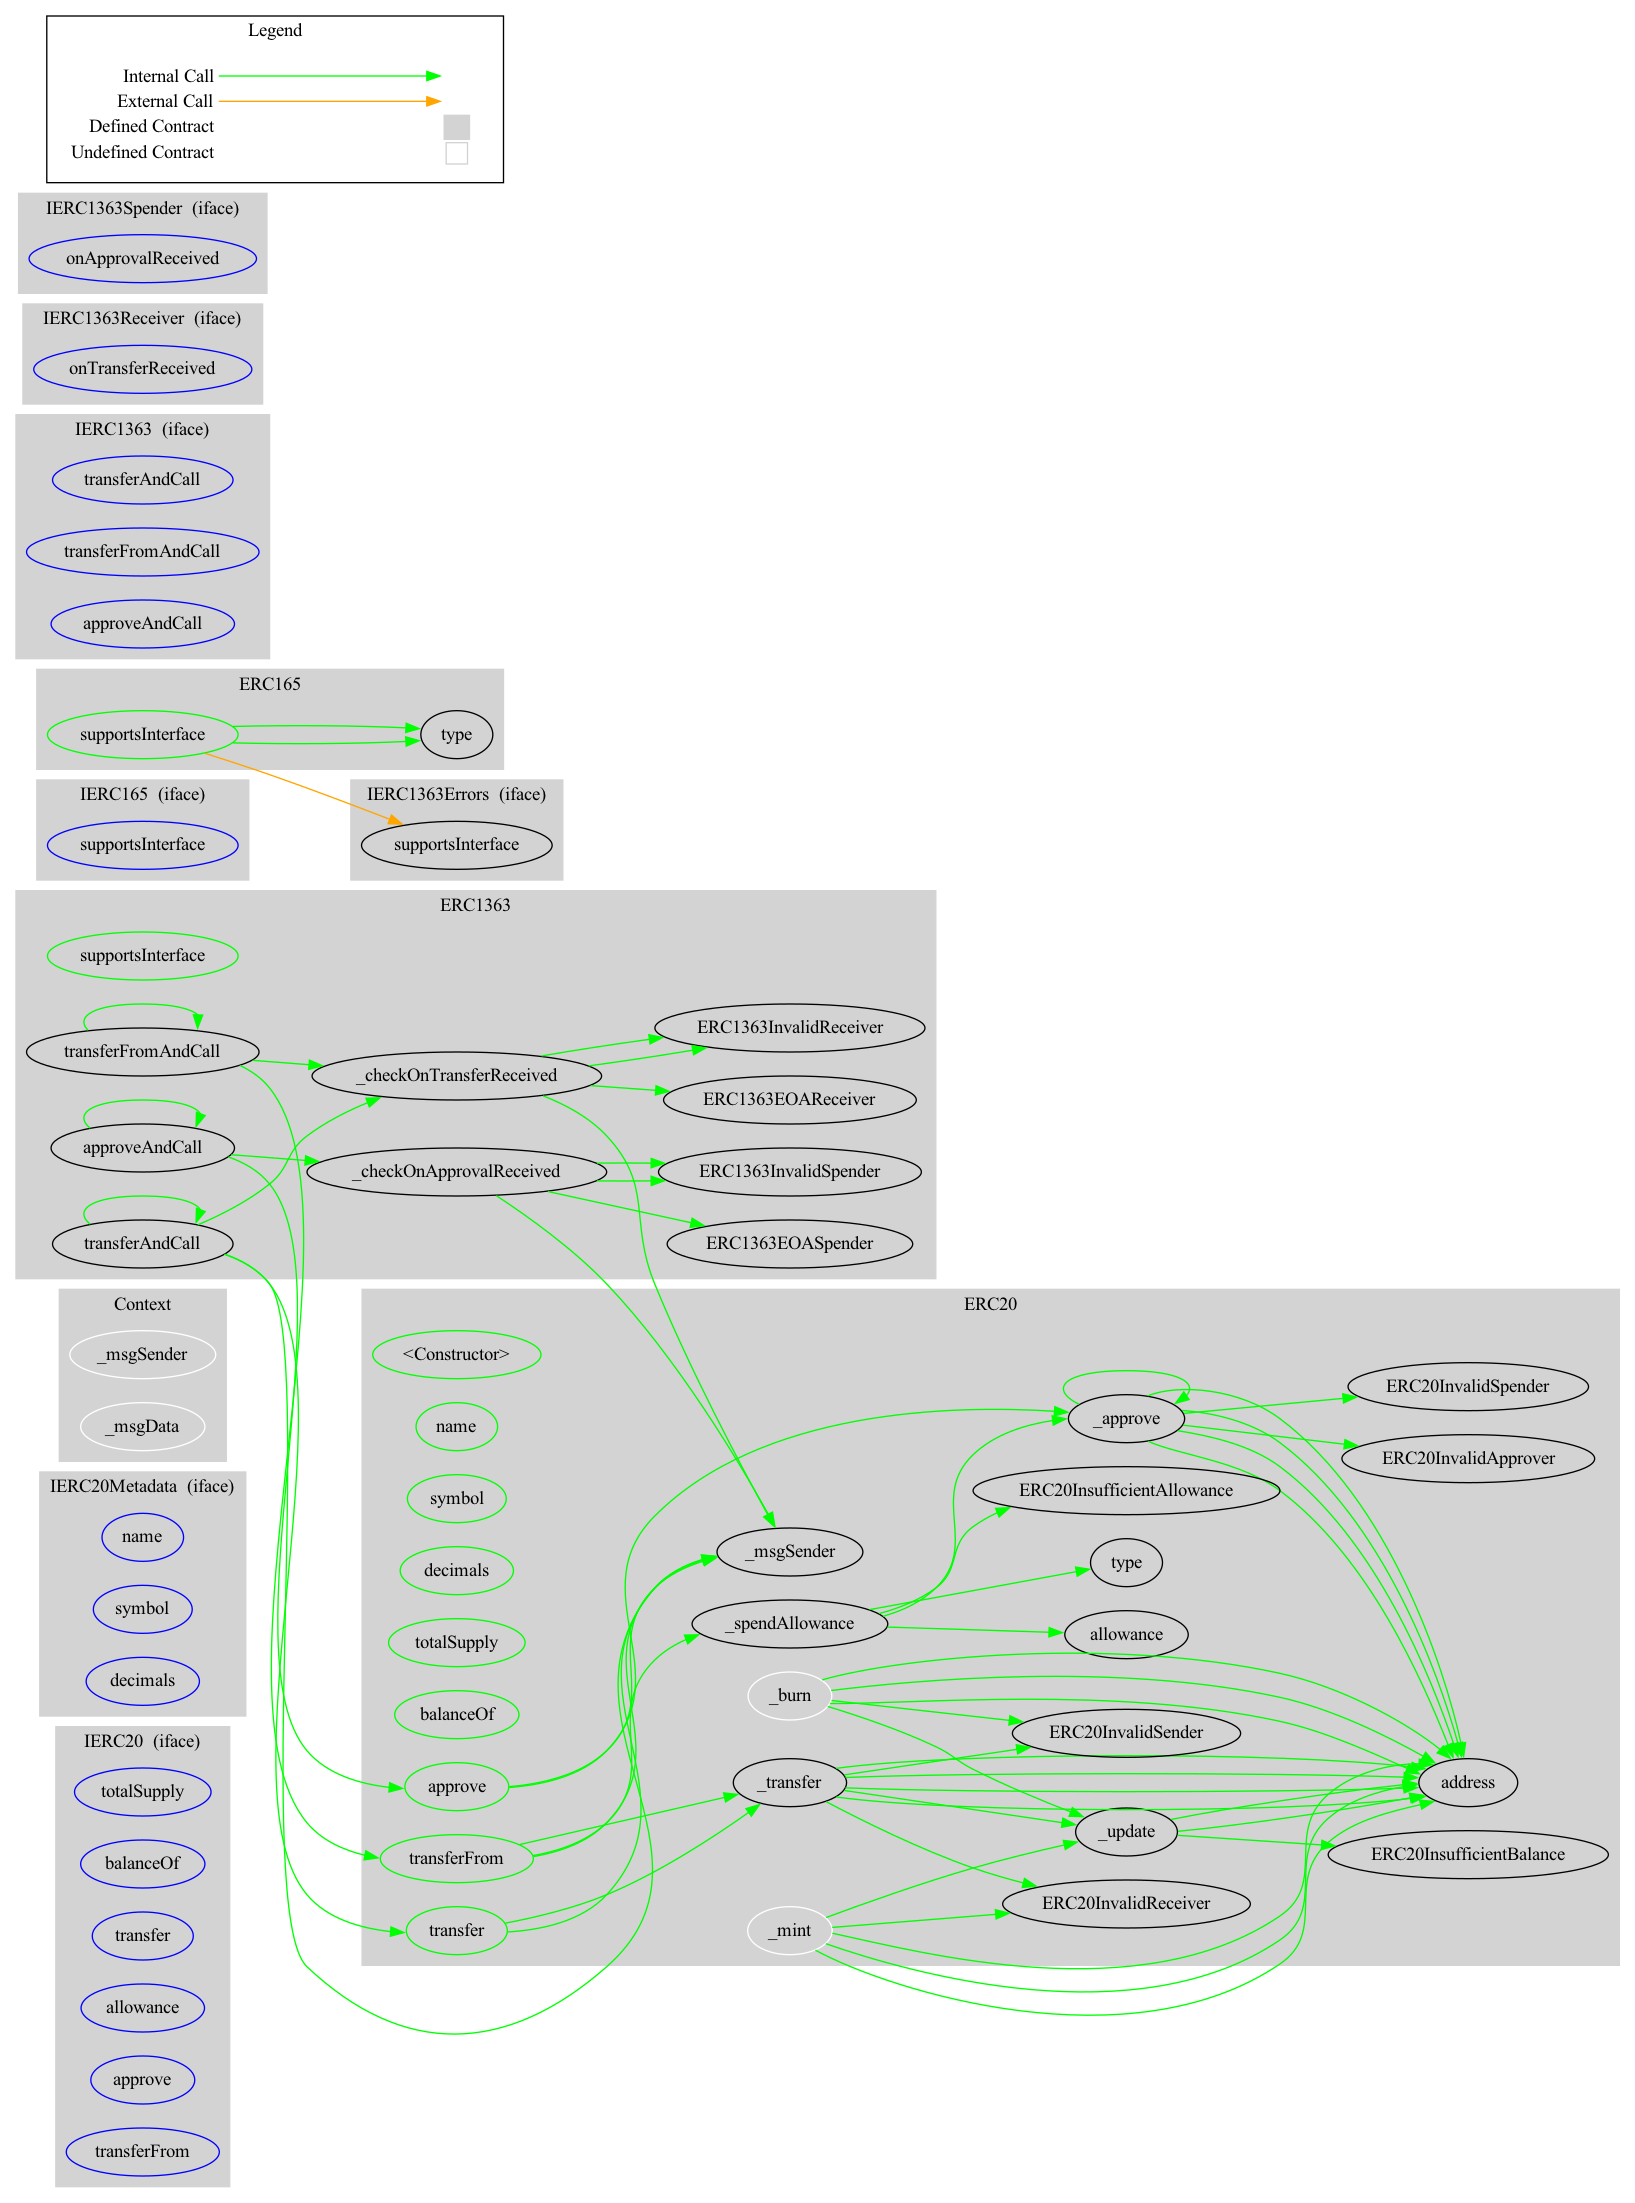 Legend
Internal Call
External Call
Defined Contract
Undefined Contract
IERC1363Spender (iface)
onApprovalReceived
IERC1363Receiver (iface)
onTransferReceived
IERC1363 (iface)
transferAndCall
transferFromAndCall
approveAndCall
ERC165
supportsInterface
type
IERC165 (iface)
supportsInterface
IERC1363Errors (iface)
supportsInterface
ERC1363
supportsInterface
transferFromAndCall
approveAndCall
transferAndCall
_checkOnTransferReceived
_checkOnApprovalReceived
ERC1363InvalidReceiver
ERC1363EOAReceiver
ERC1363InvalidSpender
ERC1363EOASpender
Context
_msgSender
_msgData
IERC20Metadata (iface)
name
symbol
decimals
IERC20 (iface)
totalSupply
balanceOf
transfer
allowance
approve
transferFrom
ERC20
<Constructor>
name
symbol
decimals
totalSupply
balanceOf
approve
transferFrom
transfer
_msgSender
_spendAllowance
_burn
_transfer
_mint
_approve
ERC20InsufficientAllowance
type
allowance
ERC20InvalidSender
_update
ERC20InvalidReceiver
ERC20InvalidSpender
ERC20InvalidApprover
address
ERC20InsufficientBalance